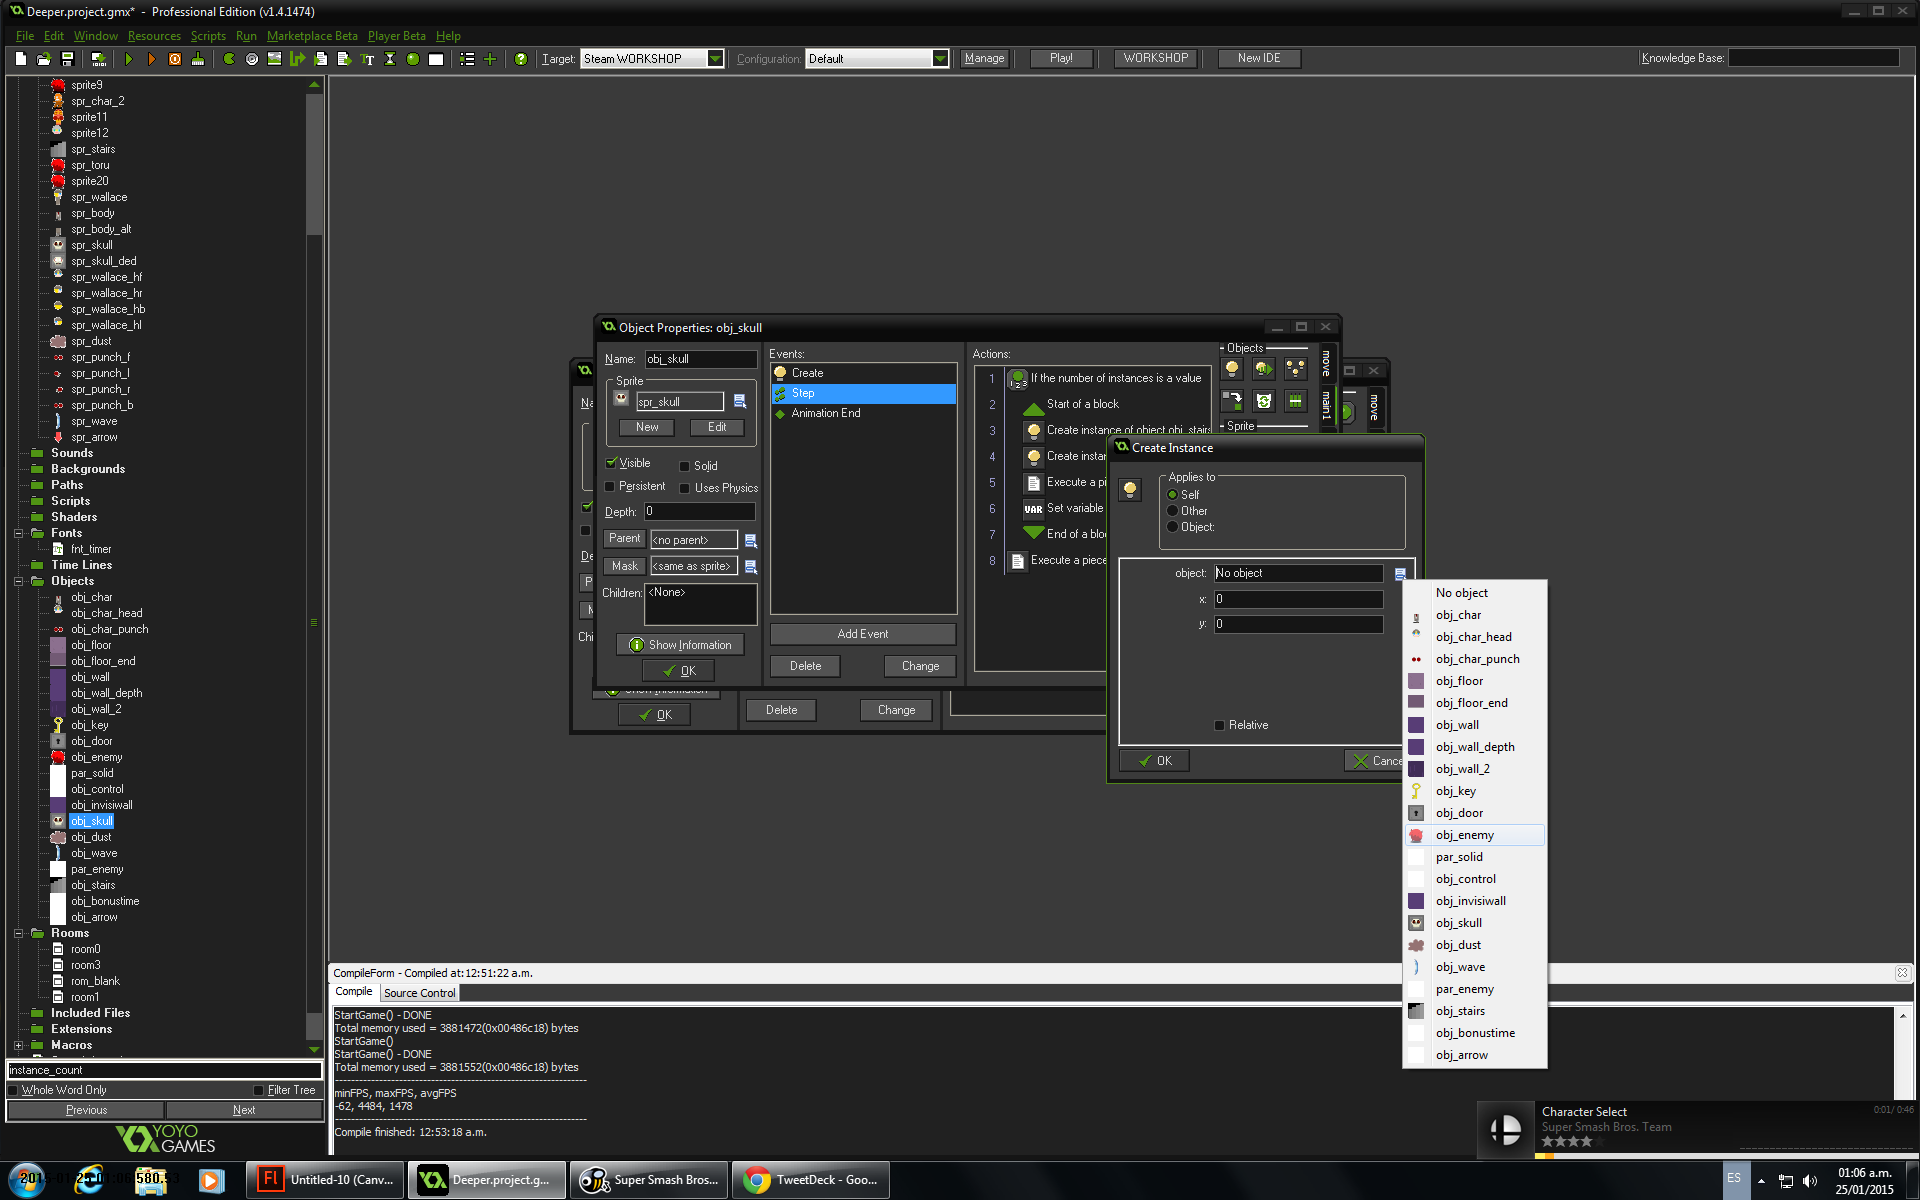 Deeper.project.gmx* - Professional Edition (v1.4.1474)
File Edit Window Resources Scripts Run Marketplace Beta Player Beta Help
Target: Steam WORKSHOP Configuration: Default Manage Play! WORKSHOP New IDE Knowledge Base:
sprite9
spr_char_2
sprite11
sprite12
spr_stairs
spr_toru
sprite20
spr_wallace
spr_body
spr_body_alt
spr_skull
spr_skull_ded
spr_wallace_hf
spr_wallace_hr
spr_wallace_hb
spr_wallace_hl
spr_dust
spr_punch_f
spr_punch_l
spr_punch_r
spr_punch_b
spr_wave
spr_arrow
Sounds
Backgrounds
Paths
Scripts
Shaders
Fonts
fnt_timer
Time Lines
Objects
obj_char
obj_char_head
obj_char_punch
obj_floor
obj_floor_end
obj_wall
obj_wall_depth
obj_wall_2
obj_key
obj_door
obj_enemy
par_solid
obj_control
obj_invisiwall
obj_skull
obj_dust
obj_wave
par_enemy
obj_stairs
obj_bonustime
obj_arrow
Rooms
room0
room3
rom_blank
room1
Included Files
Extensions
Macros
instance_count
Whole Word Only Filter Tree
Previous Next
YOYO
GAMES
Object Properties: obj_skull
Name: obj_skull
Sprite
spr_skull
New Edit
Visible Solid
Persistent Uses Physics
Depth: 0
Parent <no parent>
Mask <same as sprite>
Children: <None>
Show Information
OK
Events:
Create
Step
Animation End
Add Event
Delete Change
Actions:
1 If the number of instances is a value
2 Start of a block
3 Create instance of object obj_stairs
4 Create instan
5 Execute a pi
6 VAR Set variable
7 End of a bloc
8 Execute a piece
Objects
Sprite
move
main1
move
OK
Delete Change
Create Instance
Applies to
Self
Other
Object:
object: No object
x: 0
y: 0
Relative
OK Cance
No object
obj_char
obj_char_head
obj_char_punch
obj_floor
obj_floor_end
obj_wall
obj_wall_depth
obj_wall_2
obj_key
obj_door
obj_enemy
par_solid
obj_control
obj_invisiwall
obj_skull
obj_dust
obj_wave
par_enemy
obj_stairs
obj_bonustime
obj_arrow
CompileForm - Compiled at: 12:51:22 a.m.
Compile Source Control
StartGame() - DONE
Total memory used = 3881472(0x00486c18) bytes
StartGame()
StartGame() - DONE
Total memory used = 3881552(0x00486c18) bytes
minFPS, maxFPS, avgFPS
-62, 4484, 1478
Compile finished: 12:53:18 a.m.
Character Select 0:01/ 0:46
Super Smash Bros. Team
Untitled-10 (Canv... Deeper.project.g... Super Smash Bros... TweetDeck - Goo...
ES 01:06 a.m.
25/01/2015